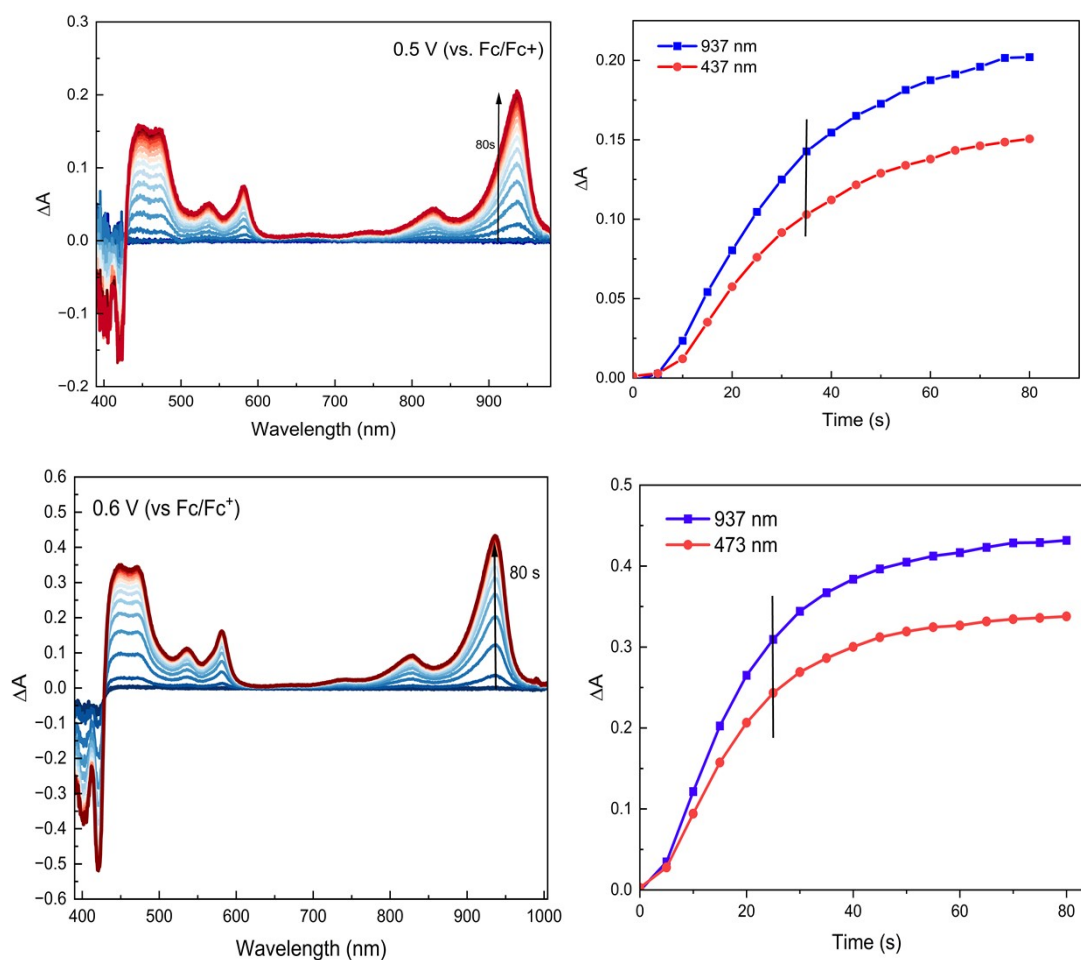 0.5 V (vs. Fc/Fc+)
80s
ΔA
0.3
0.2
0.1
0.0
−0.1
−0.2
400 500 600 700 800 900
Wavelength (nm)
937 nm
437 nm
ΔA
0.20
0.15
0.10
0.05
0.00
0 20 40 60 80
Time (s)
0.6 V (vs Fc/Fc⁺)
80 s
ΔA
0.6
0.5
0.4
0.3
0.2
0.1
0.0
−0.1
−0.2
−0.3
−0.4
−0.5
−0.6
400 500 600 700 800 900 1000
Wavelength (nm)
937 nm
473 nm
ΔA
0.5
0.4
0.3
0.2
0.1
0.0
0 20 40 60 80
Time (s)